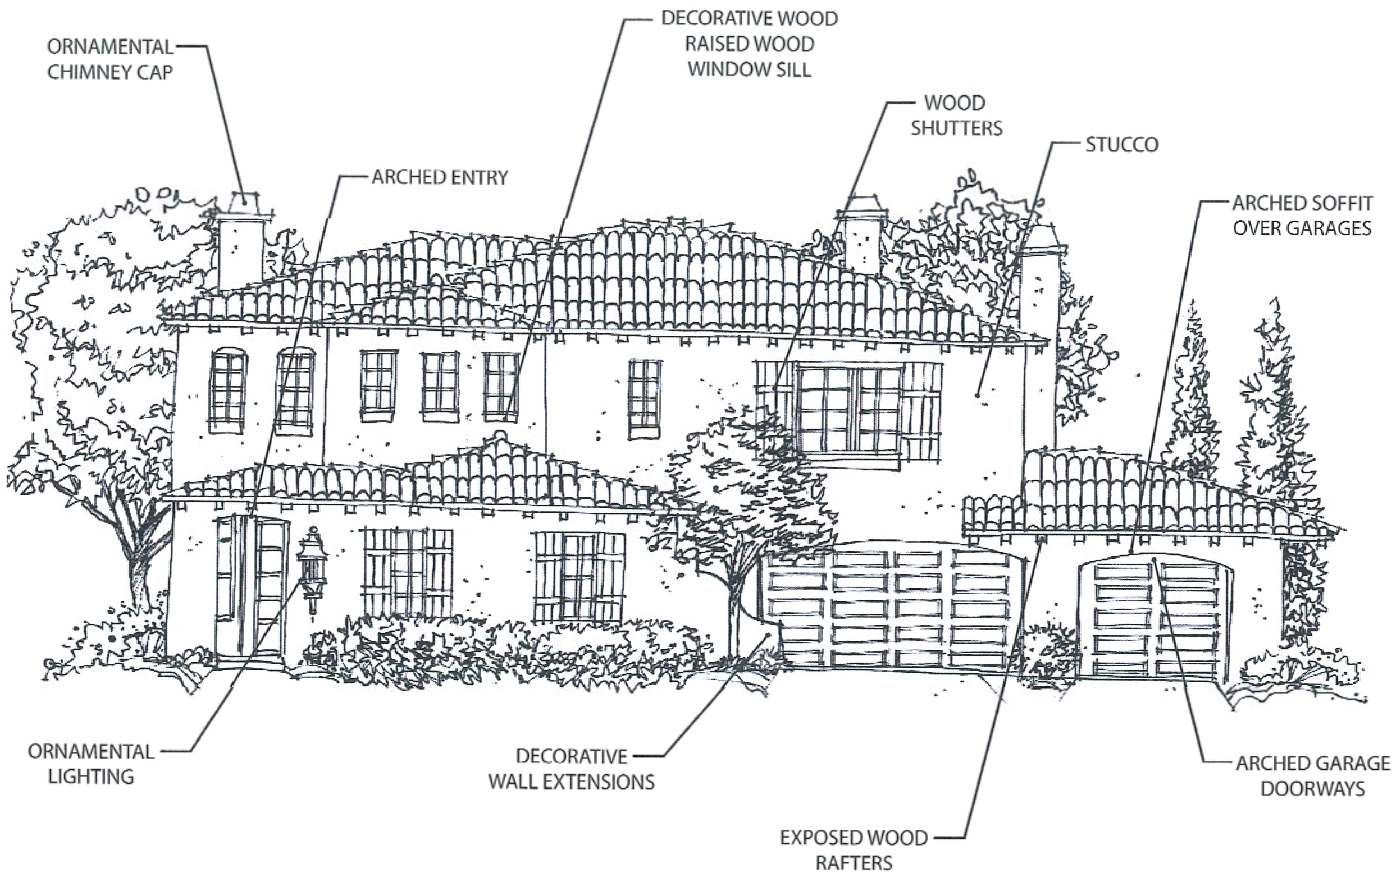 ORNAMENTAL
CHIMNEY CAP
DECORATIVE WOOD
RAISED WOOD
WINDOW SILL
WOOD
SHUTTERS
STUCCO
ARCHED ENTRY
ARCHED SOFFIT
OVER GARAGES
ORNAMENTAL
LIGHTING
DECORATIVE
WALL EXTENSIONS
ARCHED GARAGE
DOORWAYS
EXPOSED WOOD
RAFTERS